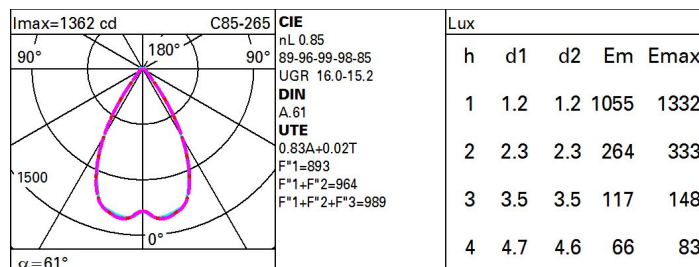 Imax=1362 cd C85-265
90° 180° 90°
1500
0°
α=61°
CIE
nL 0.85
89-96-99-98-85
UGR 16.0-15.2
DIN
A.61
UTE
0.83A+0.02T
F"1=893
F"1+F"2=964
F"1+F"2+F"3=989
Lux
h d1 d2 Em Emax
1 1.2 1.2 1055 1332
2 2.3 2.3 264 333
3 3.5 3.5 117 148
4 4.7 4.6 66 83